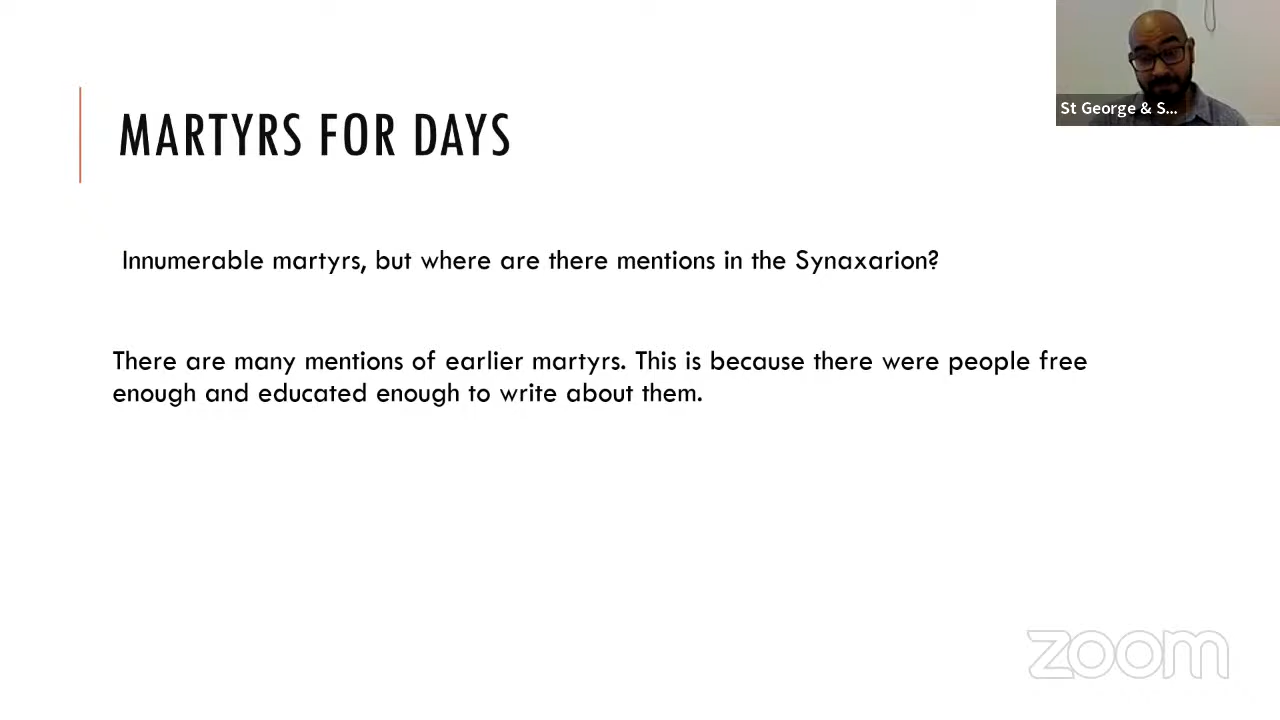 St George & S...
MARTYRS FOR DAYS
Innumerable martyrs, but where are there mentions in the Synaxarion?
There are many mentions of earlier martyrs. This is because there were people free
enough and educated enough to write about them.
zoom